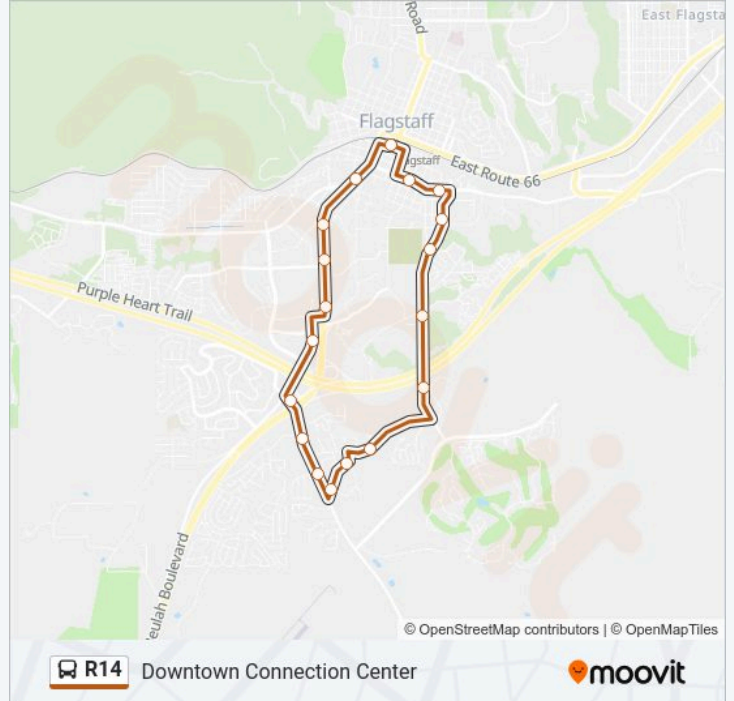 Road
East Flagsta
Flagstaff
agstaff
East Route 66
Purple Heart Trail
Beulah Boulevard
© OpenStreetMap contributors | © OpenMapTiles
R14 Downtown Connection Center
moovit